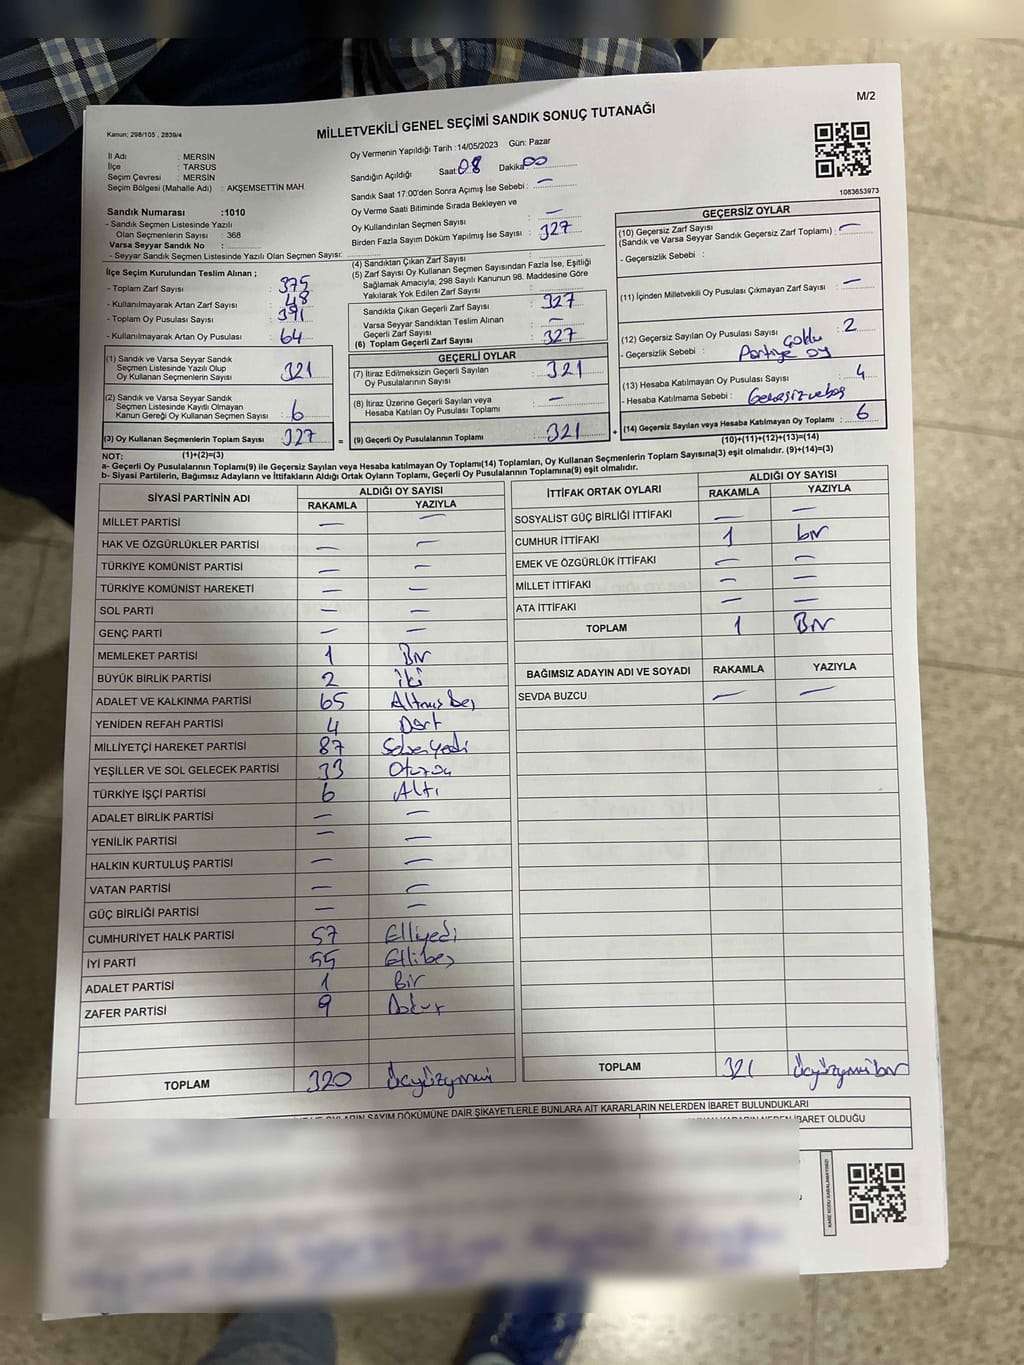 M/2
Kanun; 298/105 , 2839/4
MİLLETVEKİLİ GENEL SEÇİMİ SANDIK SONUÇ TUTANAĞI
İl Adı : MERSİN
İlçe : TARSUS
Seçim Çevresi : MERSİN
Seçim Bölgesi (Mahalle Adı) : AKŞEMSETTİN MAH.
Sandık Numarası :1010
- Sandık Seçmen Listesinde Yazılı
Olan Seçmenlerin Sayısı : 368
Varsa Seyyar Sandık No :
- Seyyar Sandık Seçmen Listesinde Yazılı Olan Seçmen Sayısı:
Oy Vermenin Yapıldığı Tarih :14/05/2023 Gün: Pazar
Sandığın Açıldığı Saat:08 Dakika:00
Sandık Saat 17:00'den Sonra Açımış İse Sebebi : —
Oy Verme Saati Bitiminde Sırada Bekleyen ve
Oy Kullandırılan Seçmen Sayısı : —
Birden Fazla Sayım Döküm Yapılmış İse Sayısı : 327
(4) Sandıktan Çıkan Zarf Sayısı
(5) Zarf Sayısı Oy Kullanan Seçmen Sayısından Fazla İse, Eşitliği
Sağlamak Amacıyla, 298 Sayılı Kanunun 98. Maddesine Göre
Yakılarak Yok Edilen Zarf Sayısı :
1083653973
İlçe Seçim Kurulundan Teslim Alınan ;
- Toplam Zarf Sayısı : 375
- Kullanılmayarak Artan Zarf Sayısı : 48
- Toplam Oy Pusulası Sayısı : 391
- Kullanılmayarak Artan Oy Pusulası : 64
(1) Sandık ve Varsa Seyyar Sandık
Seçmen Listesinde Yazılı Olup
Oy Kullanan Seçmenlerin Sayısı : 321
(2) Sandık ve Varsa Seyyar Sandık
Seçmen Listesinde Kayıtlı Olmayan
Kanun Gereği Oy Kullanan Seçmen Sayısı : 6
(3) Oy Kullanan Seçmenlerin Toplam Sayısı : 327
(1)+(2)=(3)
Sandıkta Çıkan Geçerli Zarf Sayısı : 327
Varsa Seyyar Sandıktan Teslim Alınan
Geçerli Zarf Sayısı : —
(6) Toplam Geçerli Zarf Sayısı : 327
GEÇERLİ OYLAR
(7) İtiraz Edilmeksizin Geçerli Sayılan
Oy Pusulalarının Sayısı : 321
(8) İtiraz Üzerine Geçerli Sayılan veya
Hesaba Katılan Oy Pusulası Toplamı : —
= (9) Geçerli Oy Pusulalarının Toplamı : 321
GEÇERSİZ OYLAR
(10) Geçersiz Zarf Sayısı
(Sandık ve Varsa Seyyar Sandık Geçersiz Zarf Toplamı) : —
- Geçersizlik Sebebi :
(11) İçinden Milletvekili Oy Pusulası Çıkmayan Zarf Sayısı : —
(12) Geçersiz Sayılan Oy Pusulası Sayısı : 2
- Geçersizlik Sebebi : Çoklu
Partiye oy
(13) Hesaba Katılmayan Oy Pusulası Sayısı : 4
- Hesaba Katılmama Sebebi :
+ (14) Geçersiz Sayılan veya Hesaba Katılmayan Oy Toplamı : 6
(10)+(11)+(12)+(13)=(14)
NOT:
a- Geçerli Oy Pusulalarının Toplamı(9) ile Geçersiz Sayılan veya Hesaba katılmayan Oy Toplamı(14) Toplamları, Oy Kullanan Seçmenlerin Toplam Sayısına(3) eşit olmalıdır. (9)+(14)=(3)
b- Siyasi Partilerin, Bağımsız Adayların ve İttifakların Aldığı Ortak Oyların Toplamı, Geçerli Oy Pusulalarının Toplamına(9) eşit olmalıdır.
SİYASİ PARTİNİN ADI ALDIĞI OY SAYISI
RAKAMLA YAZIYLA
MİLLET PARTİSİ — —
HAK VE ÖZGÜRLÜKLER PARTİSİ — —
TÜRKİYE KOMÜNİST PARTİSİ — —
TÜRKİYE KOMÜNİST HAREKETİ — —
SOL PARTİ — —
GENÇ PARTİ — —
MEMLEKET PARTİSİ 1 Bir
BÜYÜK BİRLİK PARTİSİ 2 iki
ADALET VE KALKINMA PARTİSİ 65 Altmış beş
YENİDEN REFAH PARTİSİ 4 Dört
MİLLİYETÇİ HAREKET PARTİSİ 87 Seksenyedi
YEŞİLLER VE SOL GELECEK PARTİSİ 33 Otuzüç
TÜRKİYE İŞÇİ PARTİSİ 6 Altı
ADALET BİRLİK PARTİSİ — —
YENİLİK PARTİSİ — —
HALKIN KURTULUŞ PARTİSİ — —
VATAN PARTİSİ — —
GÜÇ BİRLİĞİ PARTİSİ — —
CUMHURİYET HALK PARTİSİ 57 Elliyedi
İYİ PARTİ 55 Ellibeş
ADALET PARTİSİ 1 Bir
ZAFER PARTİSİ 9 Dokuz
TOPLAM 320 Üçyüzyirmi
İTTİFAK ORTAK OYLARI ALDIĞI OY SAYISI
RAKAMLA YAZIYLA
SOSYALİST GÜÇ BİRLİĞİ İTTİFAKI — —
CUMHUR İTTİFAKI 1 bir
EMEK VE ÖZGÜRLÜK İTTİFAKI — —
MİLLET İTTİFAKI — —
ATA İTTİFAKI — —
TOPLAM 1 Bir
BAĞIMSIZ ADAYIN ADI VE SOYADI RAKAMLA YAZIYLA
SEVDA BUZCU — —
TOPLAM 321 Üçyüzyirmibir
OYLARIN SAYIM DÖKÜMÜNE DAİR ŞİKAYETLERLE BUNLARA AİT KARARLARIN NELERDEN İBARET BULUNDUKLARI
KARARIN NEDEN İBARET OLDUĞU